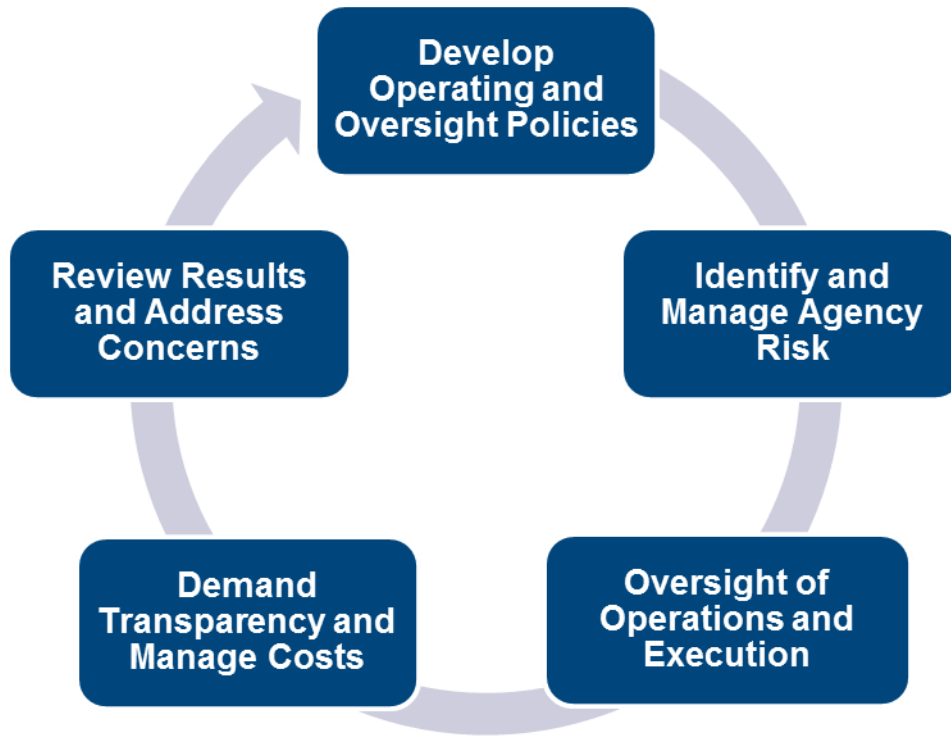 Develop
Operating and
Oversight Policies
Identify and
Manage Agency
Risk
Oversight of
Operations and
Execution
Demand
Transparency and
Manage Costs
Review Results
and Address
Concerns